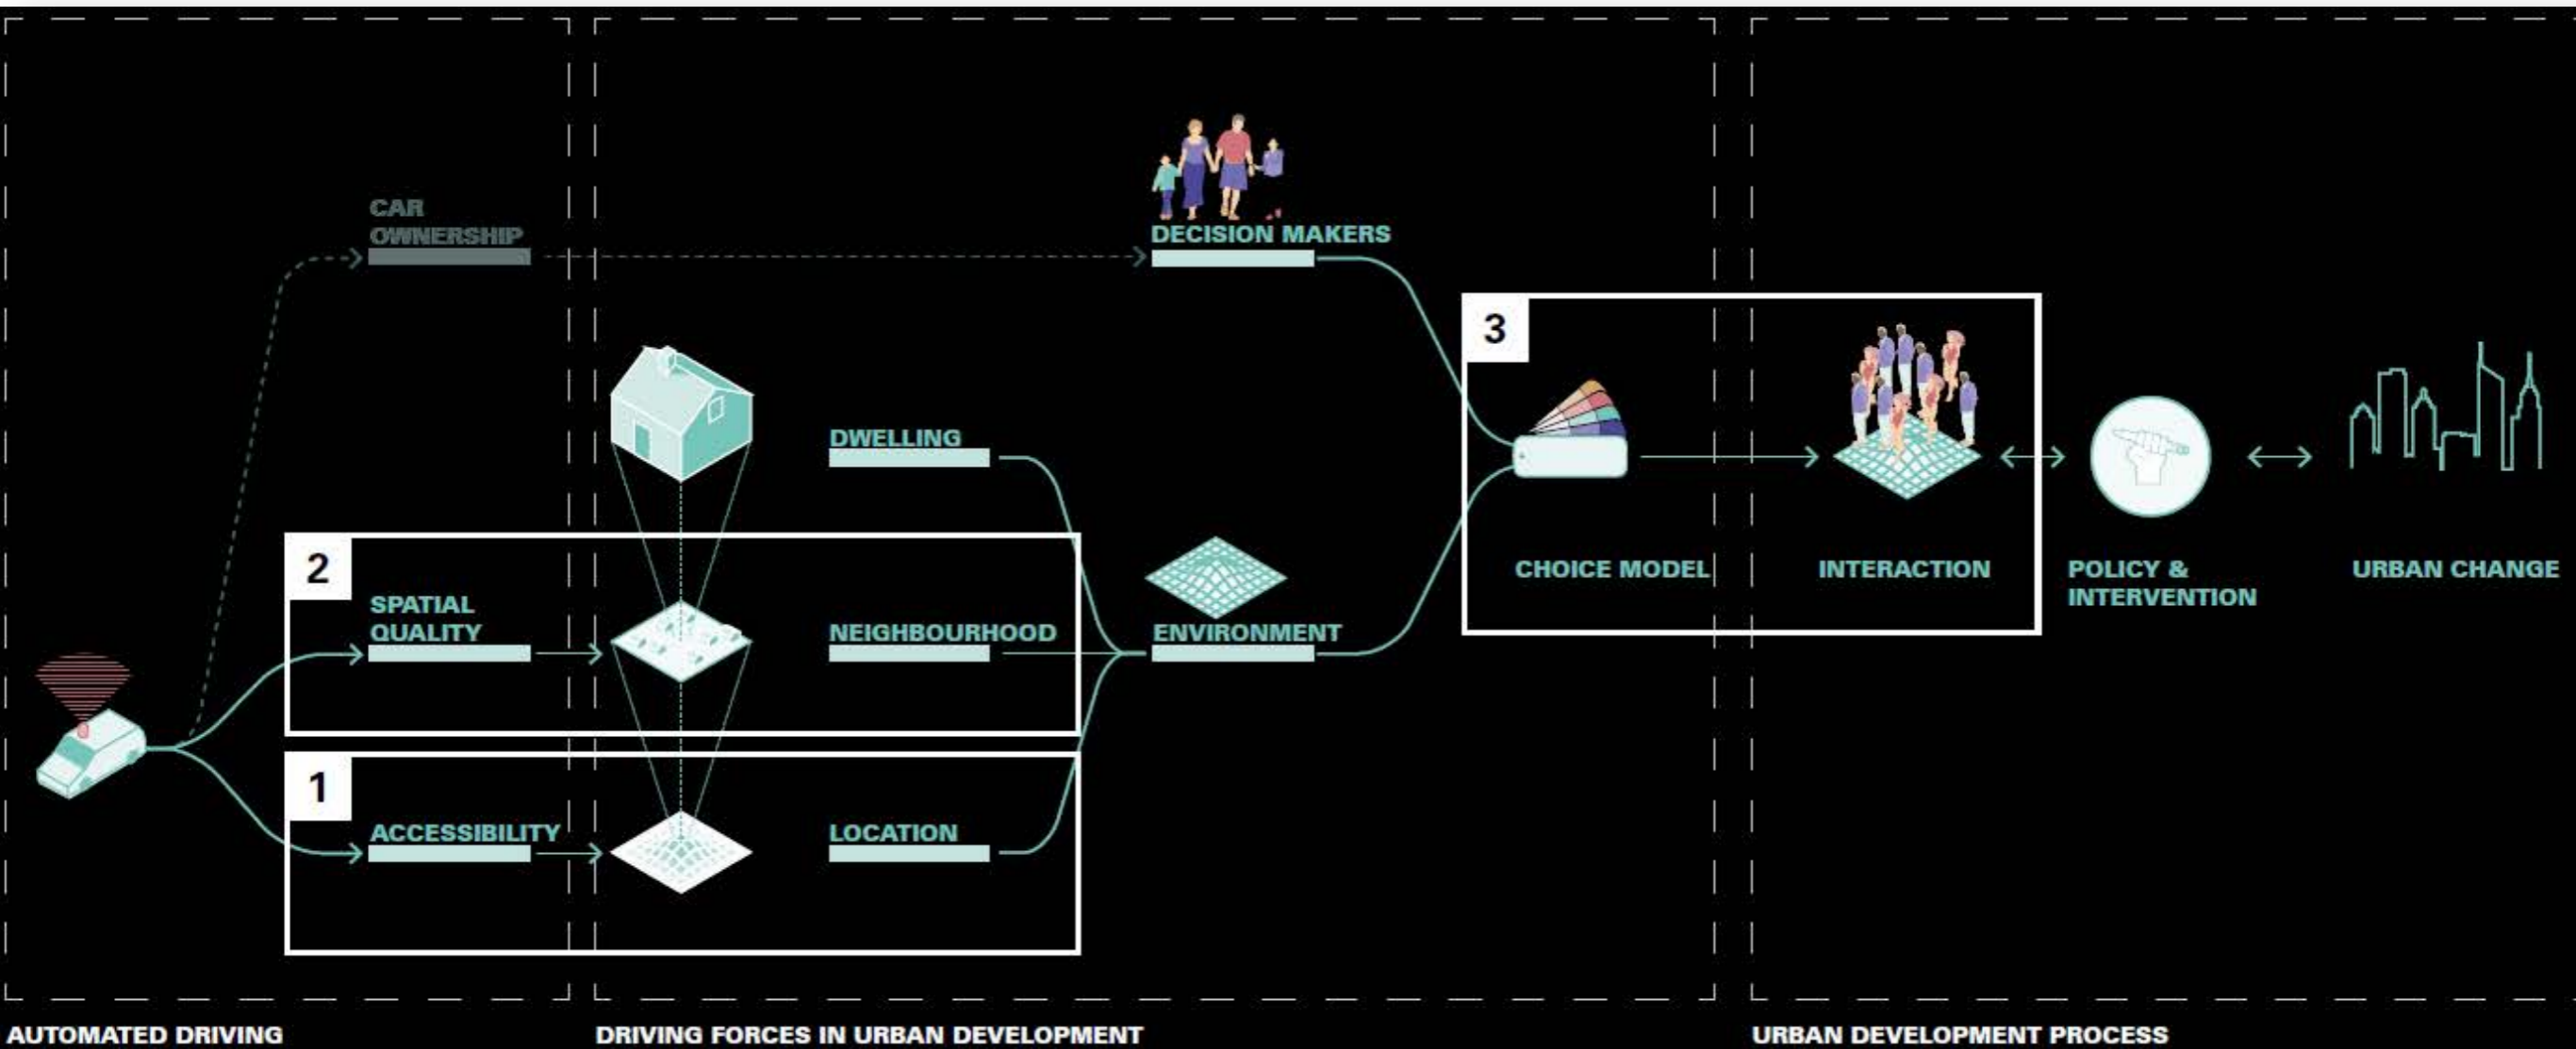 CAR
OWNERSHIP
DECISION MAKERS
3
DWELLING
CHOICE MODEL
INTERACTION
POLICY &
INTERVENTION
URBAN CHANGE
2
SPATIAL
QUALITY
NEIGHBOURHOOD
ENVIRONMENT
1
ACCESSIBILITY
LOCATION
AUTOMATED DRIVING
DRIVING FORCES IN URBAN DEVELOPMENT
URBAN DEVELOPMENT PROCESS